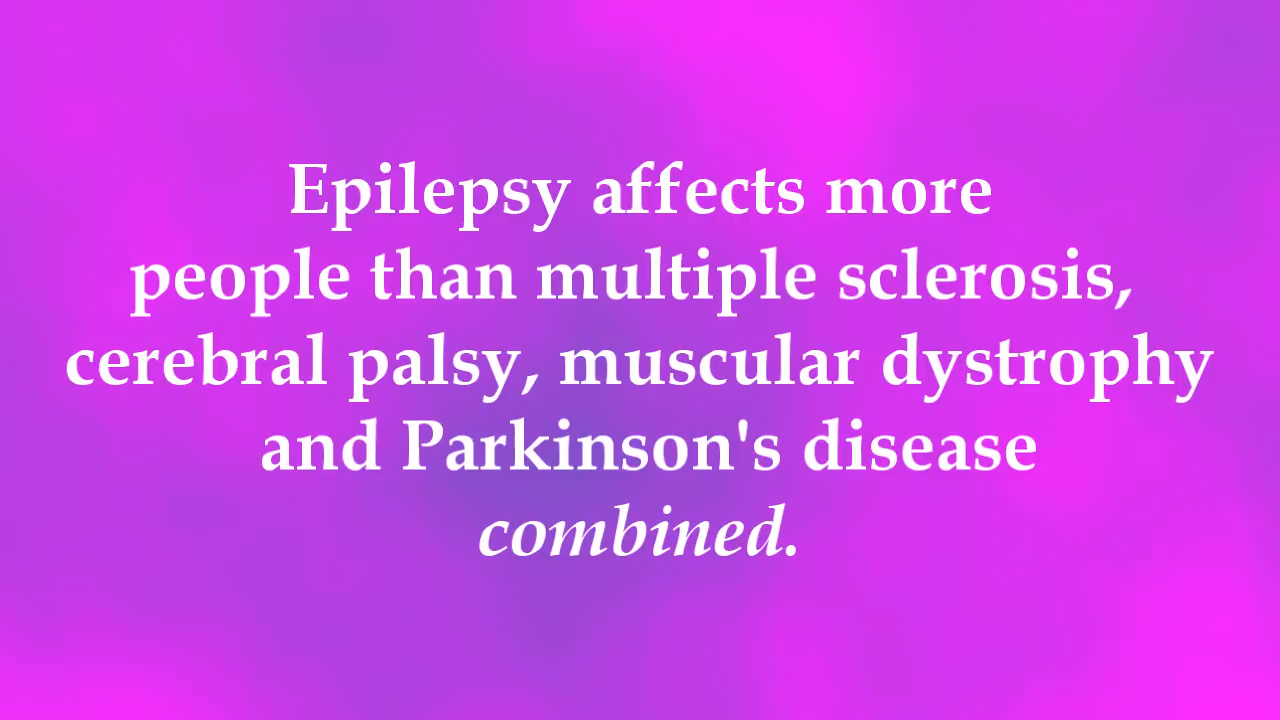 Epilepsy affects more
people than multiple sclerosis,
cerebral palsy, muscular dystrophy
and Parkinson's disease
combined.